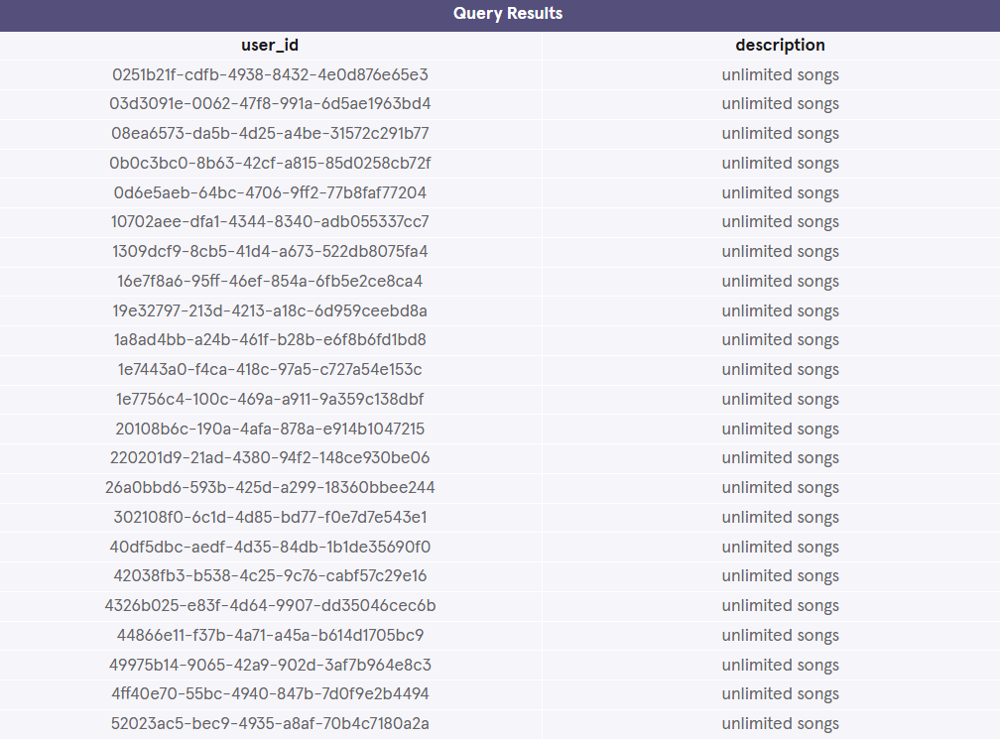 Query Results
user_id description
0251b21f-cdfb-4938-8432-4e0d876e65e3 unlimited songs
03d3091e-0062-47f8-991a-6d5ae1963bd4 unlimited songs
08ea6573-da5b-4d25-a4be-31572c291b77 unlimited songs
0b0c3bc0-8b63-42cf-a815-85d0258cb72f unlimited songs
0d6e5aeb-64bc-4706-9ff2-77b8faf77204 unlimited songs
10702aee-dfa1-4344-8340-adb055337cc7 unlimited songs
1309dcf9-8cb5-41d4-a673-522db8075fa4 unlimited songs
16e7f8a6-95ff-46ef-854a-6fb5e2ce8ca4 unlimited songs
19e32797-213d-4213-a18c-6d959ceebd8a unlimited songs
1a8ad4bb-a24b-461f-b28b-e6f8b6fd1bd8 unlimited songs
1e7443a0-f4ca-418c-97a5-c727a54e153c unlimited songs
1e7756c4-100c-469a-a911-9a359c138dbf unlimited songs
20108b6c-190a-4afa-878a-e914b1047215 unlimited songs
220201d9-21ad-4380-94f2-148ce930be06 unlimited songs
26a0bbd6-593b-425d-a299-18360bbee244 unlimited songs
302108f0-6c1d-4d85-bd77-f0e7d7e543e1 unlimited songs
40df5dbc-aedf-4d35-84db-1b1de35690f0 unlimited songs
42038fb3-b538-4c25-9c76-cabf57c29e16 unlimited songs
4326b025-e83f-4d64-9907-dd35046cec6b unlimited songs
44866e11-f37b-4a71-a45a-b614d1705bc9 unlimited songs
49975b14-9065-42a9-902d-3af7b964e8c3 unlimited songs
4ff40e70-55bc-4940-847b-7d0f9e2b4494 unlimited songs
52023ac5-bec9-4935-a8af-70b4c7180a2a unlimited songs